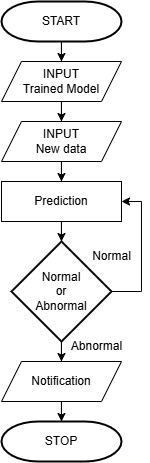 START
INPUT
Trained Model
INPUT
New data
Prediction
Normal
Normal
or
Abnormal
Abnormal
Notification
STOP